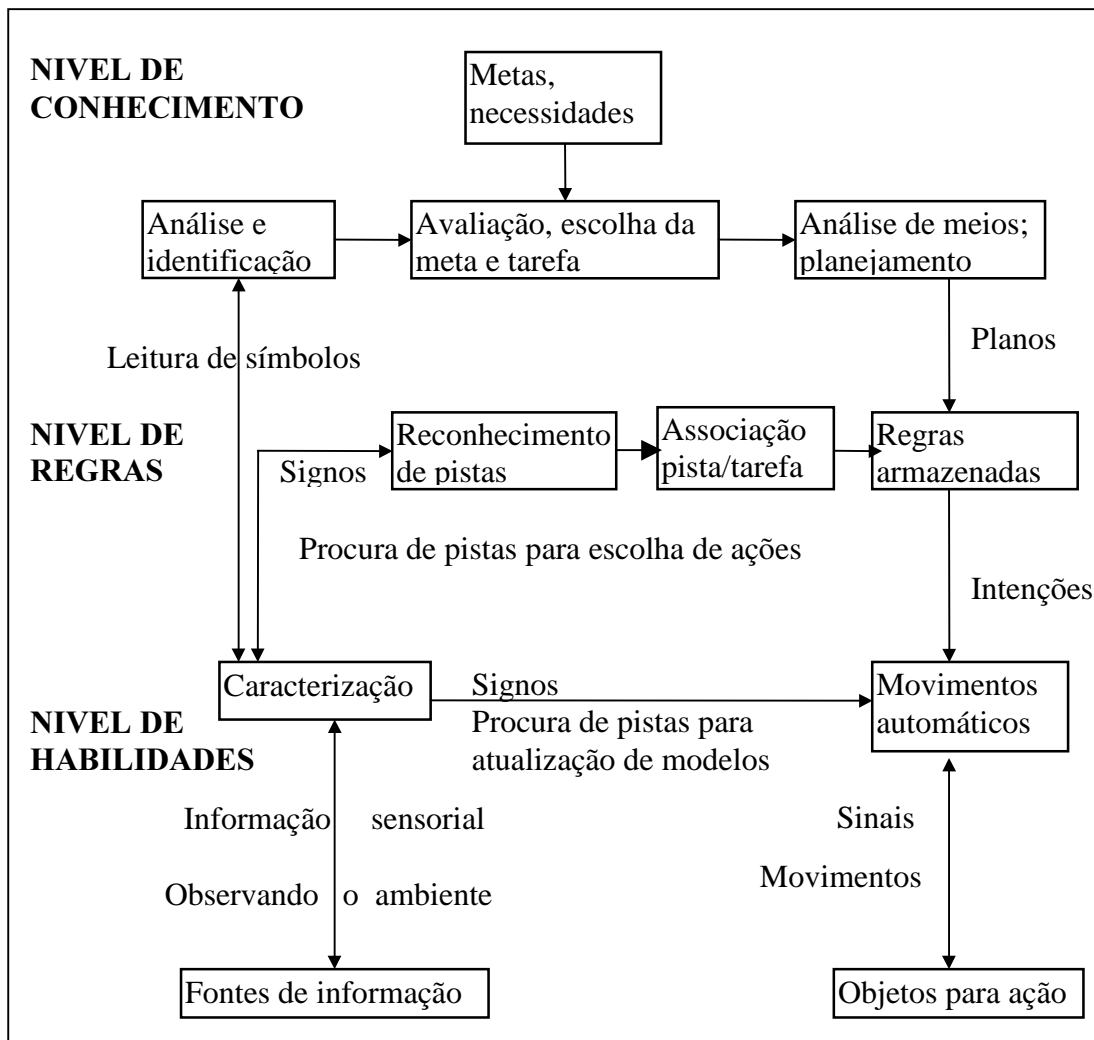 NIVEL DE
CONHECIMENTO
Metas,
necessidades
Análise e
identificação
Avaliação, escolha da
meta e tarefa
Análise de meios;
planejamento
Leitura de símbolos
Planos
NIVEL DE
REGRAS
Signos
Reconhecimento
de pistas
Associação
pista/tarefa
Regras
armazenadas
Procura de pistas para escolha de ações
Intenções
NIVEL DE
HABILIDADES
Caracterização
Signos
Procura de pistas para
atualização de modelos
Movimentos
automáticos
Informação sensorial
Observando o ambiente
Sinais
Movimentos
Fontes de informação
Objetos para ação